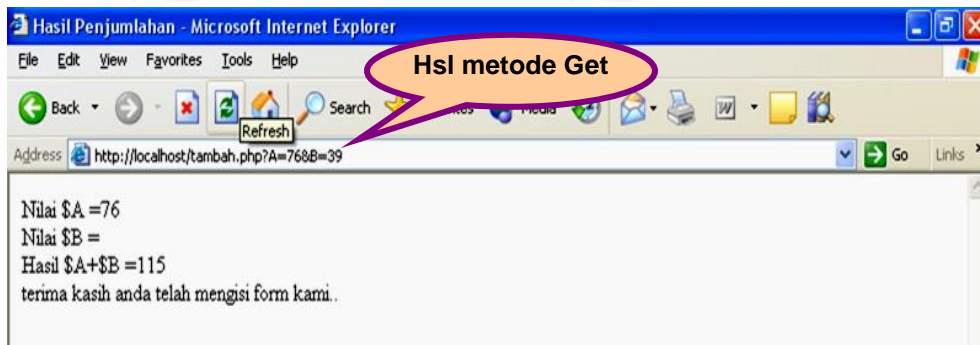 Hasil Penjumlahan - Microsoft Internet Explorer
File Edit View Favorites Tools Help
Hsl metode Get
Back Search Media
Refresh
Address http://localhost/tambah.php?A=76&B=39 Go Links
Nilai $A =76
Nilai $B =
Hasil $A+$B =115
terima kasih anda telah mengisi form kami..